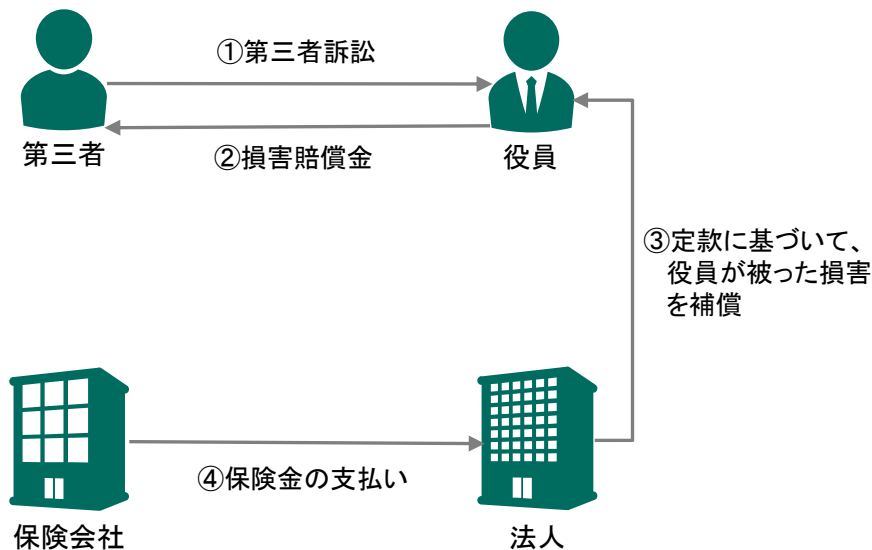 ①第三者訴訟
②損害賠償金
第三者
役員
③定款に基づいて、
役員が被った損害
を補償
④保険金の支払い
保険会社
法人